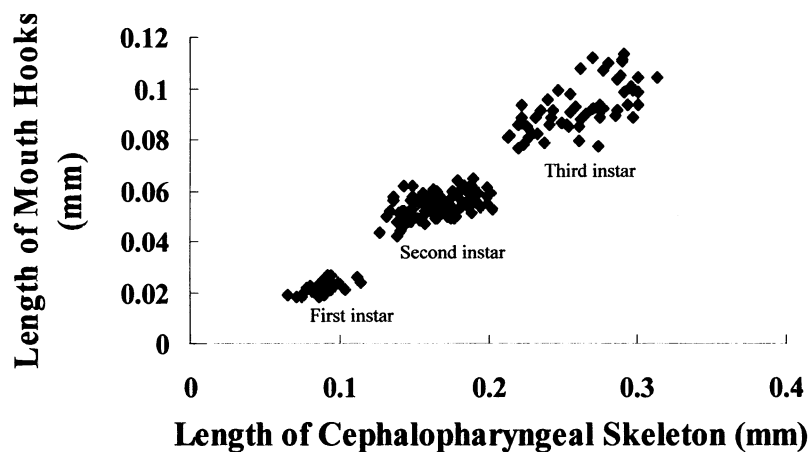 Length of Mouth Hooks
(mm)
0.12
0.1
0.08
0.06
0.04
0.02
0
Third instar
Second instar
First instar
0
0.1
0.2
0.3
0.4
Length of Cephalopharyngeal Skeleton (mm)